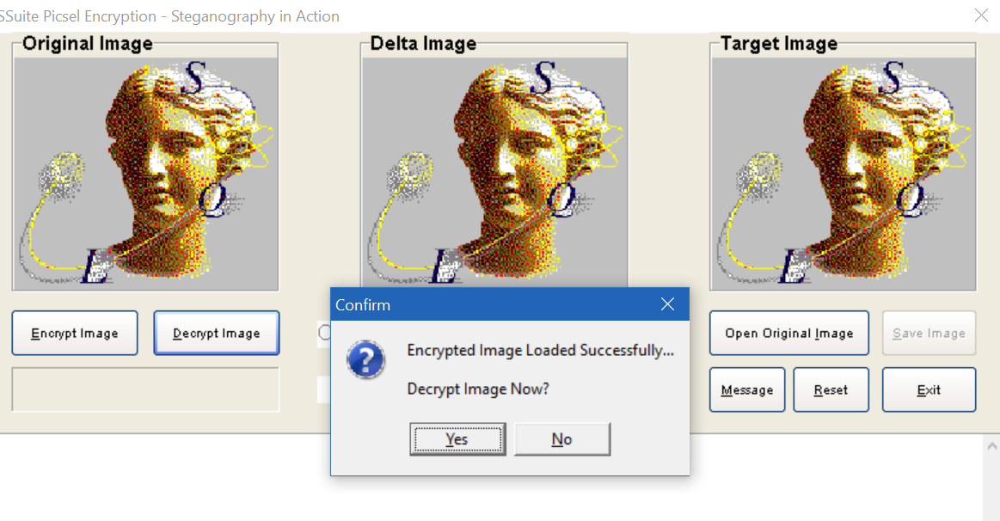 SSuite Picsel Encryption - Steganography in Action
Original Image
Delta Image
Target Image
S
Q
L
S
Q
L
S
Q
L
Encrypt Image
Decrypt Image
Open Original Image
Save Image
Message
Reset
Exit
Confirm
Encrypted Image Loaded Successfully...
Decrypt Image Now?
Yes
No